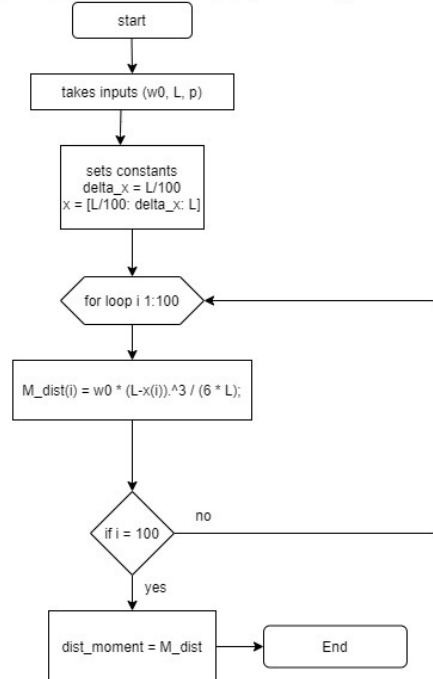 start
takes inputs (w0, L, p)
sets constants
delta_x = L/100
x = [L/100: delta_x: L]
for loop i 1:100
M_dist(i) = w0 * (L-x(i)).^3 / (6 * L);
if i = 100
no
yes
dist_moment = M_dist
End